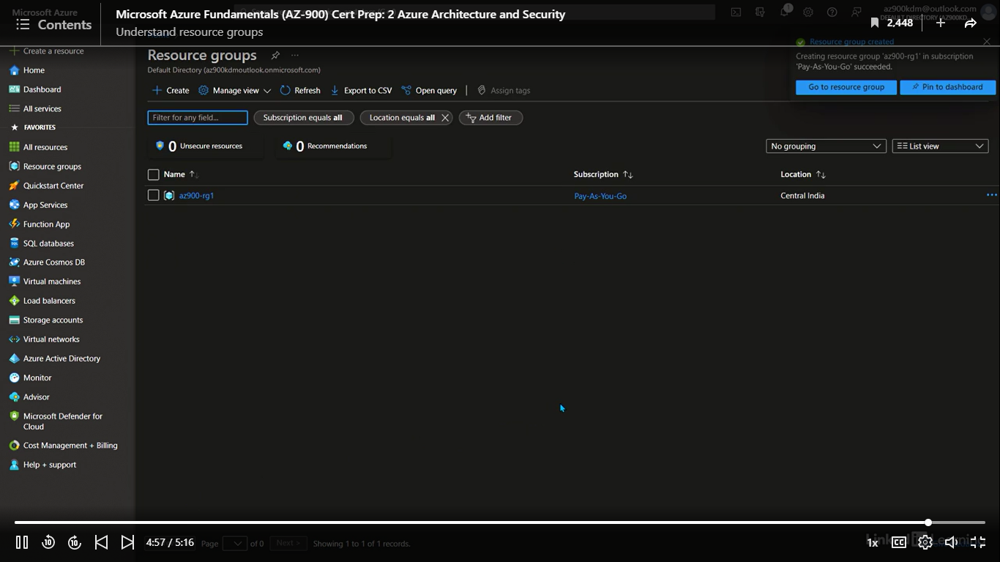 Microsoft Azure
Contents
Microsoft Azure Fundamentals (AZ-900) Cert Prep: 2 Azure Architecture and Security
Understand resource groups
1
az900kdm@outlook.com
DEFAULT DIRECTORY (AZ900KD...
2,448
Create a resource
Home
Dashboard
All services
FAVORITES
All resources
Resource groups
Quickstart Center
App Services
Function App
SQL databases
Azure Cosmos DB
Virtual machines
Load balancers
Storage accounts
Virtual networks
Azure Active Directory
Monitor
Advisor
Microsoft Defender for
Cloud
Cost Management + Billing
Help + support
Resource groups
...
Default Directory (az900kdmoutlook.onmicrosoft.com)
Create Manage view Refresh Export to CSV Open query | Assign tags
Filter for any field... Subscription equals all Location equals all Add filter
0 Unsecure resources 0 Recommendations No grouping List view
Name Subscription Location
az900-rg1 Pay-As-You-Go Central India ...
Resource group created
Creating resource group 'az900-rg1' in subscription
'Pay-As-You-Go' succeeded.
Go to resource group Pin to dashboard
10 10 4:57 / 5:16 Page of 0 Next > Showing 1 to 1 of 1 records.
1x CC